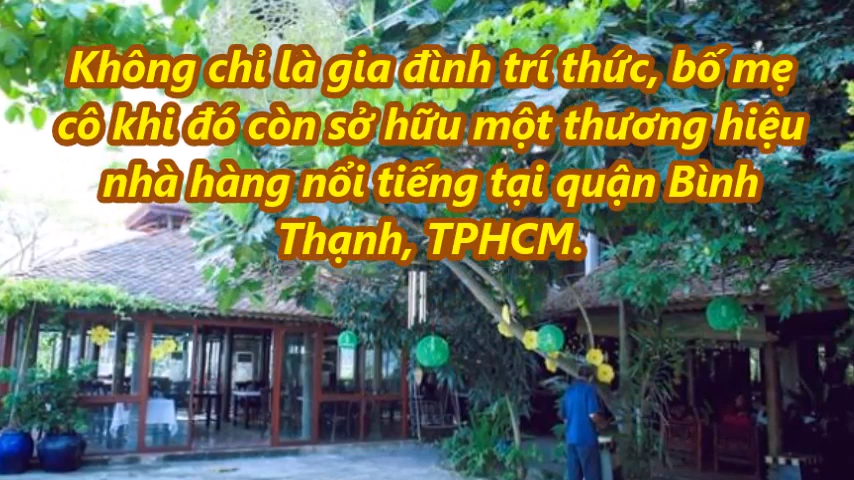 Không chỉ là gia đình trí thức, bố mẹ
cô khi đó còn sở hữu một thương hiệu
nhà hàng nổi tiếng tại quận Bình
Thạnh, TPHCM.